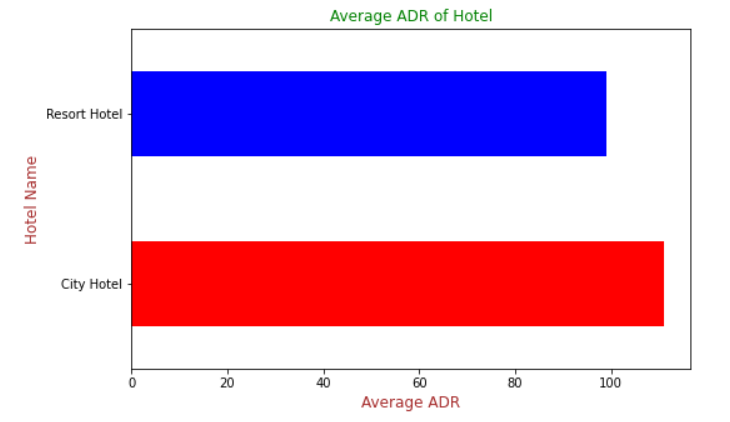 Average ADR of Hotel
Resort Hotel
Hotel Name
City Hotel
0 20 40 60 80 100
Average ADR